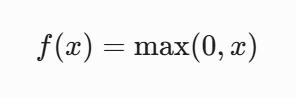 f(x) = max(0, x)